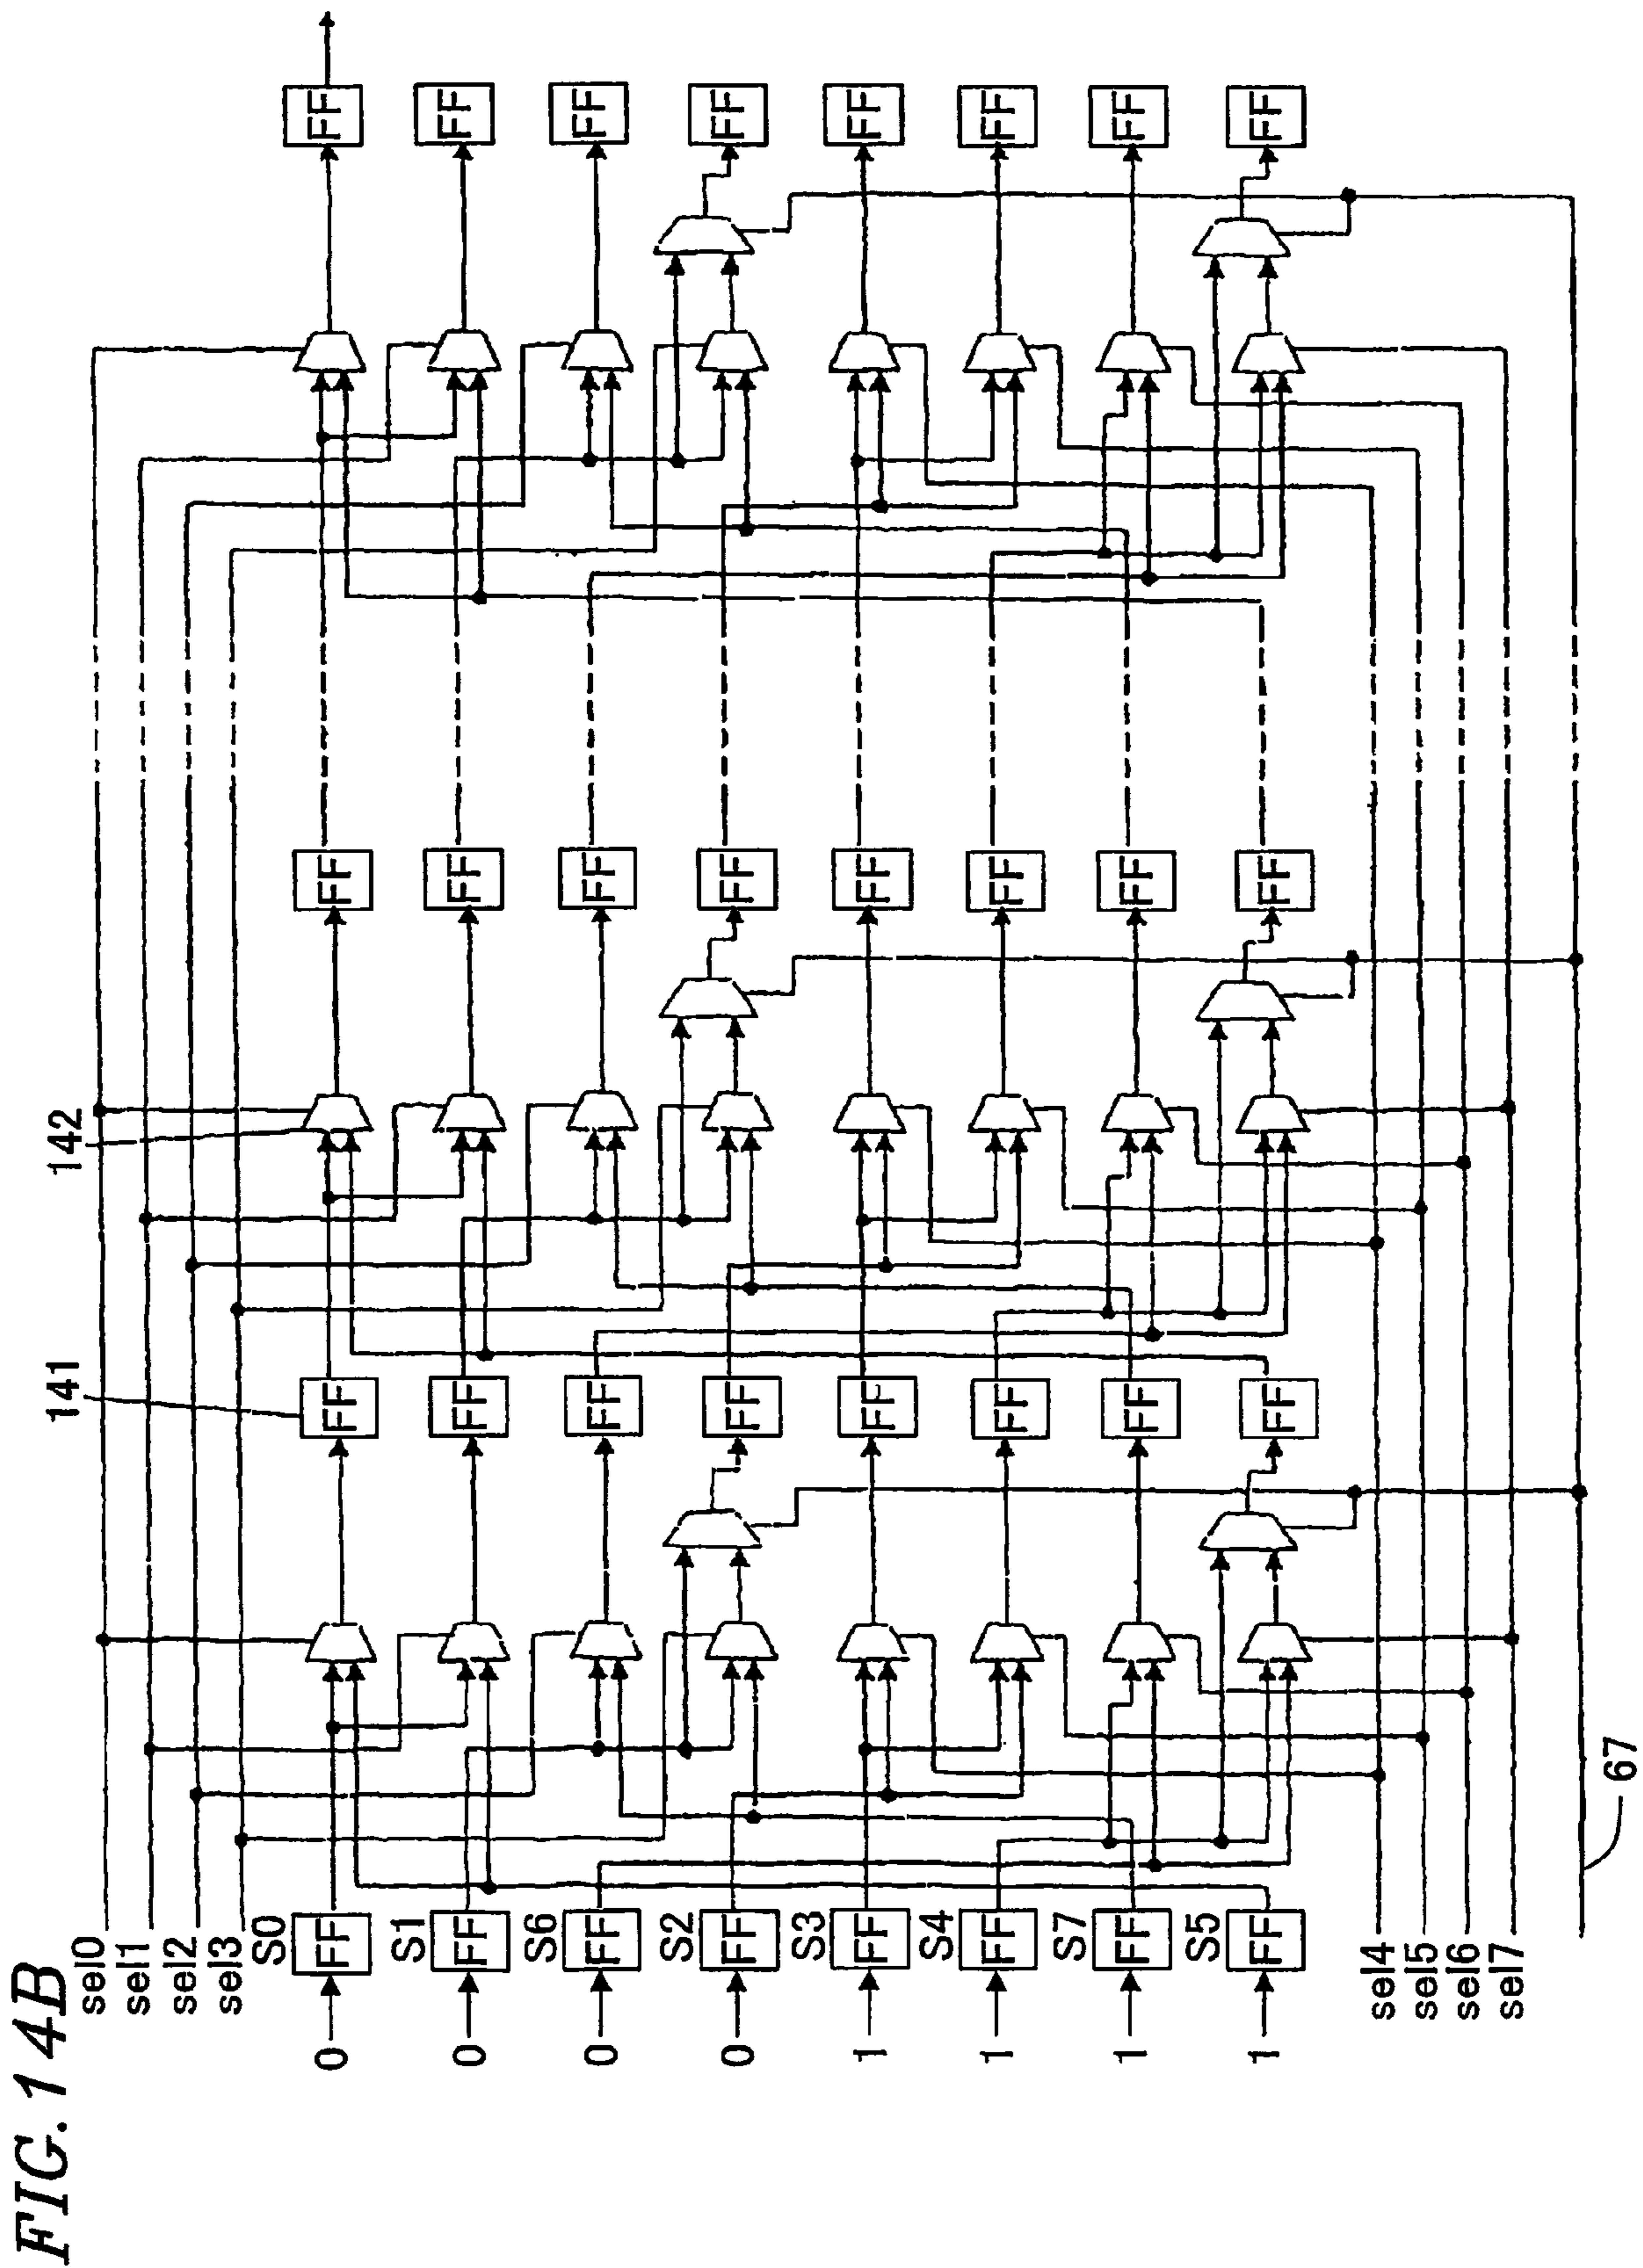 FIG. 14B
sel0
sel1
sel2
sel3
141
142
0 S0 FF FF FF FF
0 S1 FF FF FF FF
0 S6 FF FF FF FF
0 S2 FF FF FF FF
1 S3 FF FF FF FF
1 S4 FF FF FF FF
1 S7 FF FF FF FF
1 S5 FF FF FF FF
sel4
sel5
sel6
sel7
67